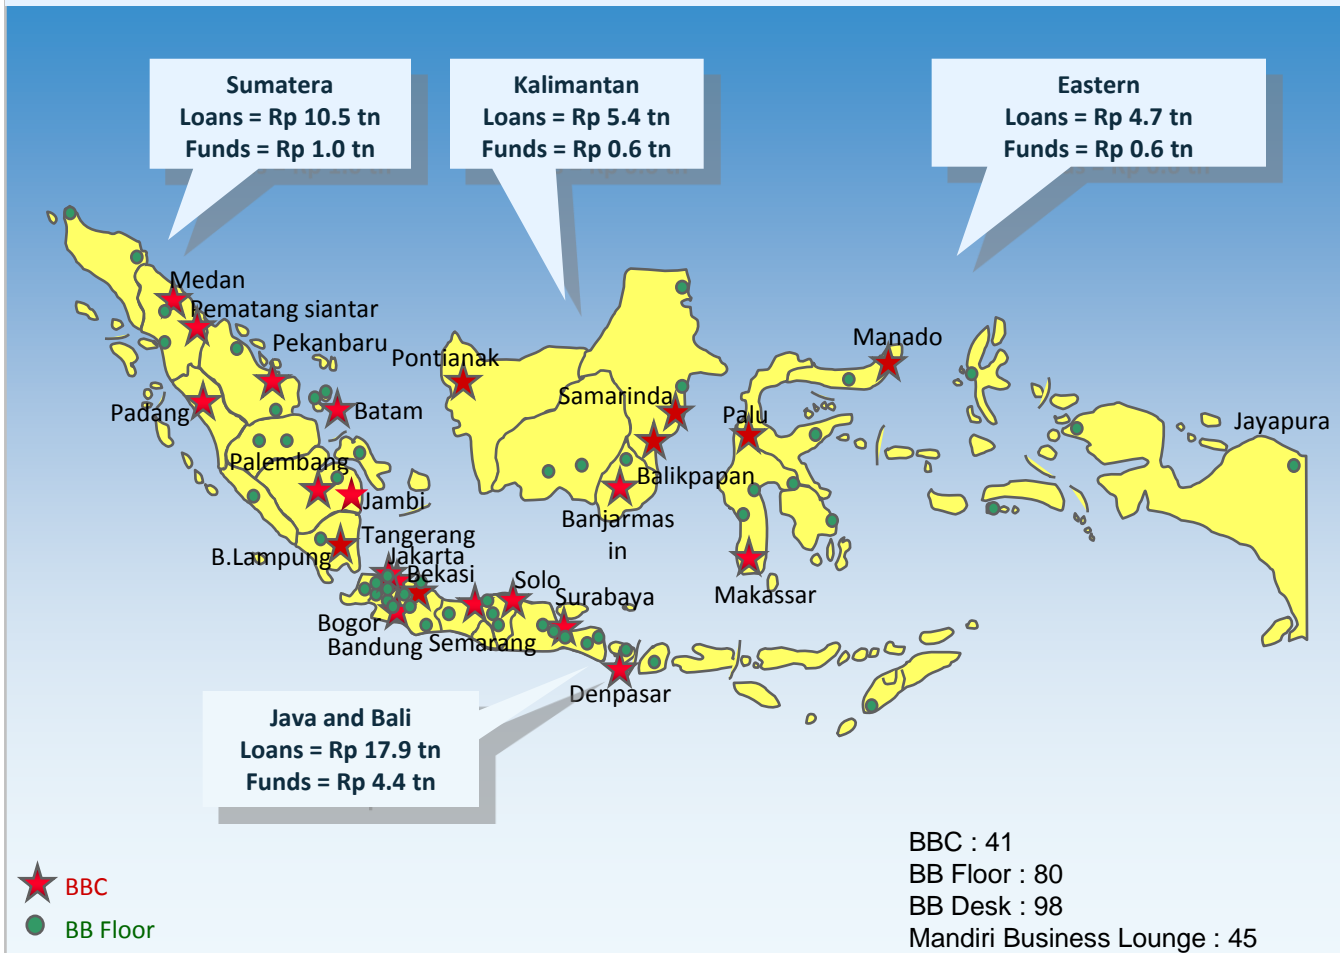 Sumatera
Loans = Rp 10.5 tn
Funds = Rp 1.0 tn
Kalimantan
Loans = Rp 5.4 tn
Funds = Rp 0.6 tn
Eastern
Loans = Rp 4.7 tn
Funds = Rp 0.6 tn
Medan
Pematang siantar
Pekanbaru
Padang
Batam
Palembang
Jambi
B.Lampung
Tangerang
Jakarta
Bekasi
Bogor
Bandung
Semarang
Solo
Surabaya
Denpasar
Pontianak
Samarinda
Balikpapan
Banjarmas
in
Manado
Palu
Makassar
Jayapura
Java and Bali
Loans = Rp 17.9 tn
Funds = Rp 4.4 tn
BBC
BB Floor
BBC : 41
BB Floor : 80
BB Desk : 98
Mandiri Business Lounge : 45